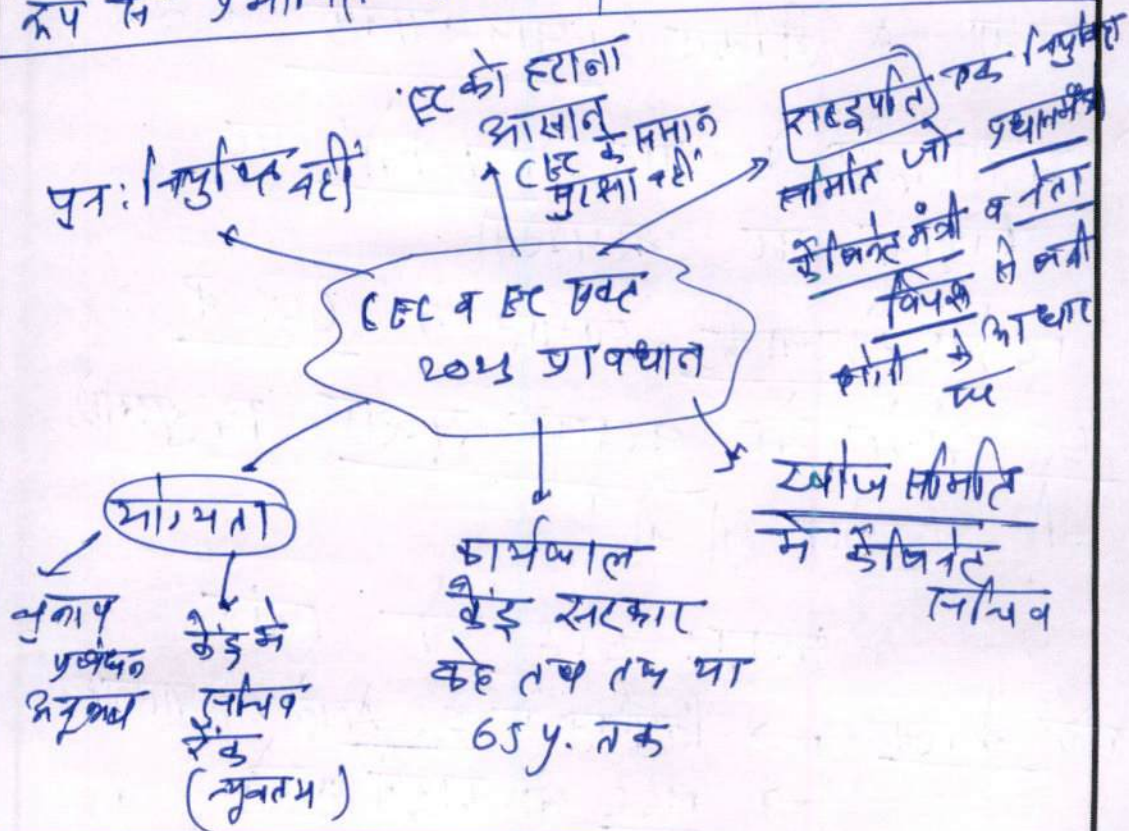 रूप से
EC को हटाना
आसान
CEC के समान
सुरक्षा नहीं
पुन: नियुक्ति नहीं
राष्ट्रपति एक नियुक्ति
समिति जो प्रधानमंत्री
कैबिनेट मंत्री व नेता
विपक्ष से बनी
होती के आधार
पर
CEC व EC एक्ट
2023 प्रावधान
योग्यता
चुनाव
प्रबंधन
अनुभव
केंद्र में
सचिव
रैंक
(न्यूनतम)
कार्यकाल
केंद्र सरकार
कहे तब तक या
65 y. तक
खोज समिति
में कैबिनेट
सचिव